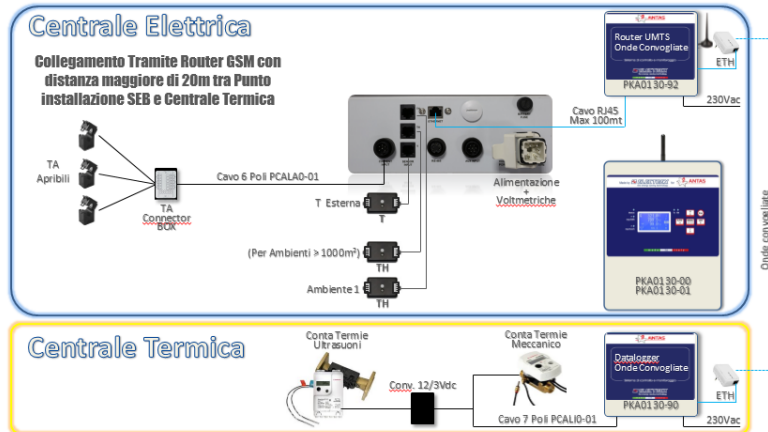 Centrale Elettrica
Collegamento Tramite Router GSM con
distanza maggiore di 20m tra Punto
installazione SEB e Centrale Termica
ANTAS
Router UMTS
Onde Convogliate
PKA0130-92
ETH
230Vac
Cavo RJ45
Max 100mt
TA
Apribili
TA
Connector
BOX
Cavo 6 Poli PCALA0-01
Alimentazione
+
Voltmetriche
T Esterna
T
(Per Ambienti ≥ 1000m²)
TH
Ambiente 1
TH
ANTAS
PKA0130-00
PKA0130-01
Onde convogliate
Centrale Termica
Conta Termie
Ultrasuoni
Conv. 12/3Vdc
Conta Termie
Meccanico
Cavo 7 Poli PCALI0-01
ANTAS
Datalogger
Onde Convogliate
PKA0130-90
ETH
230Vac